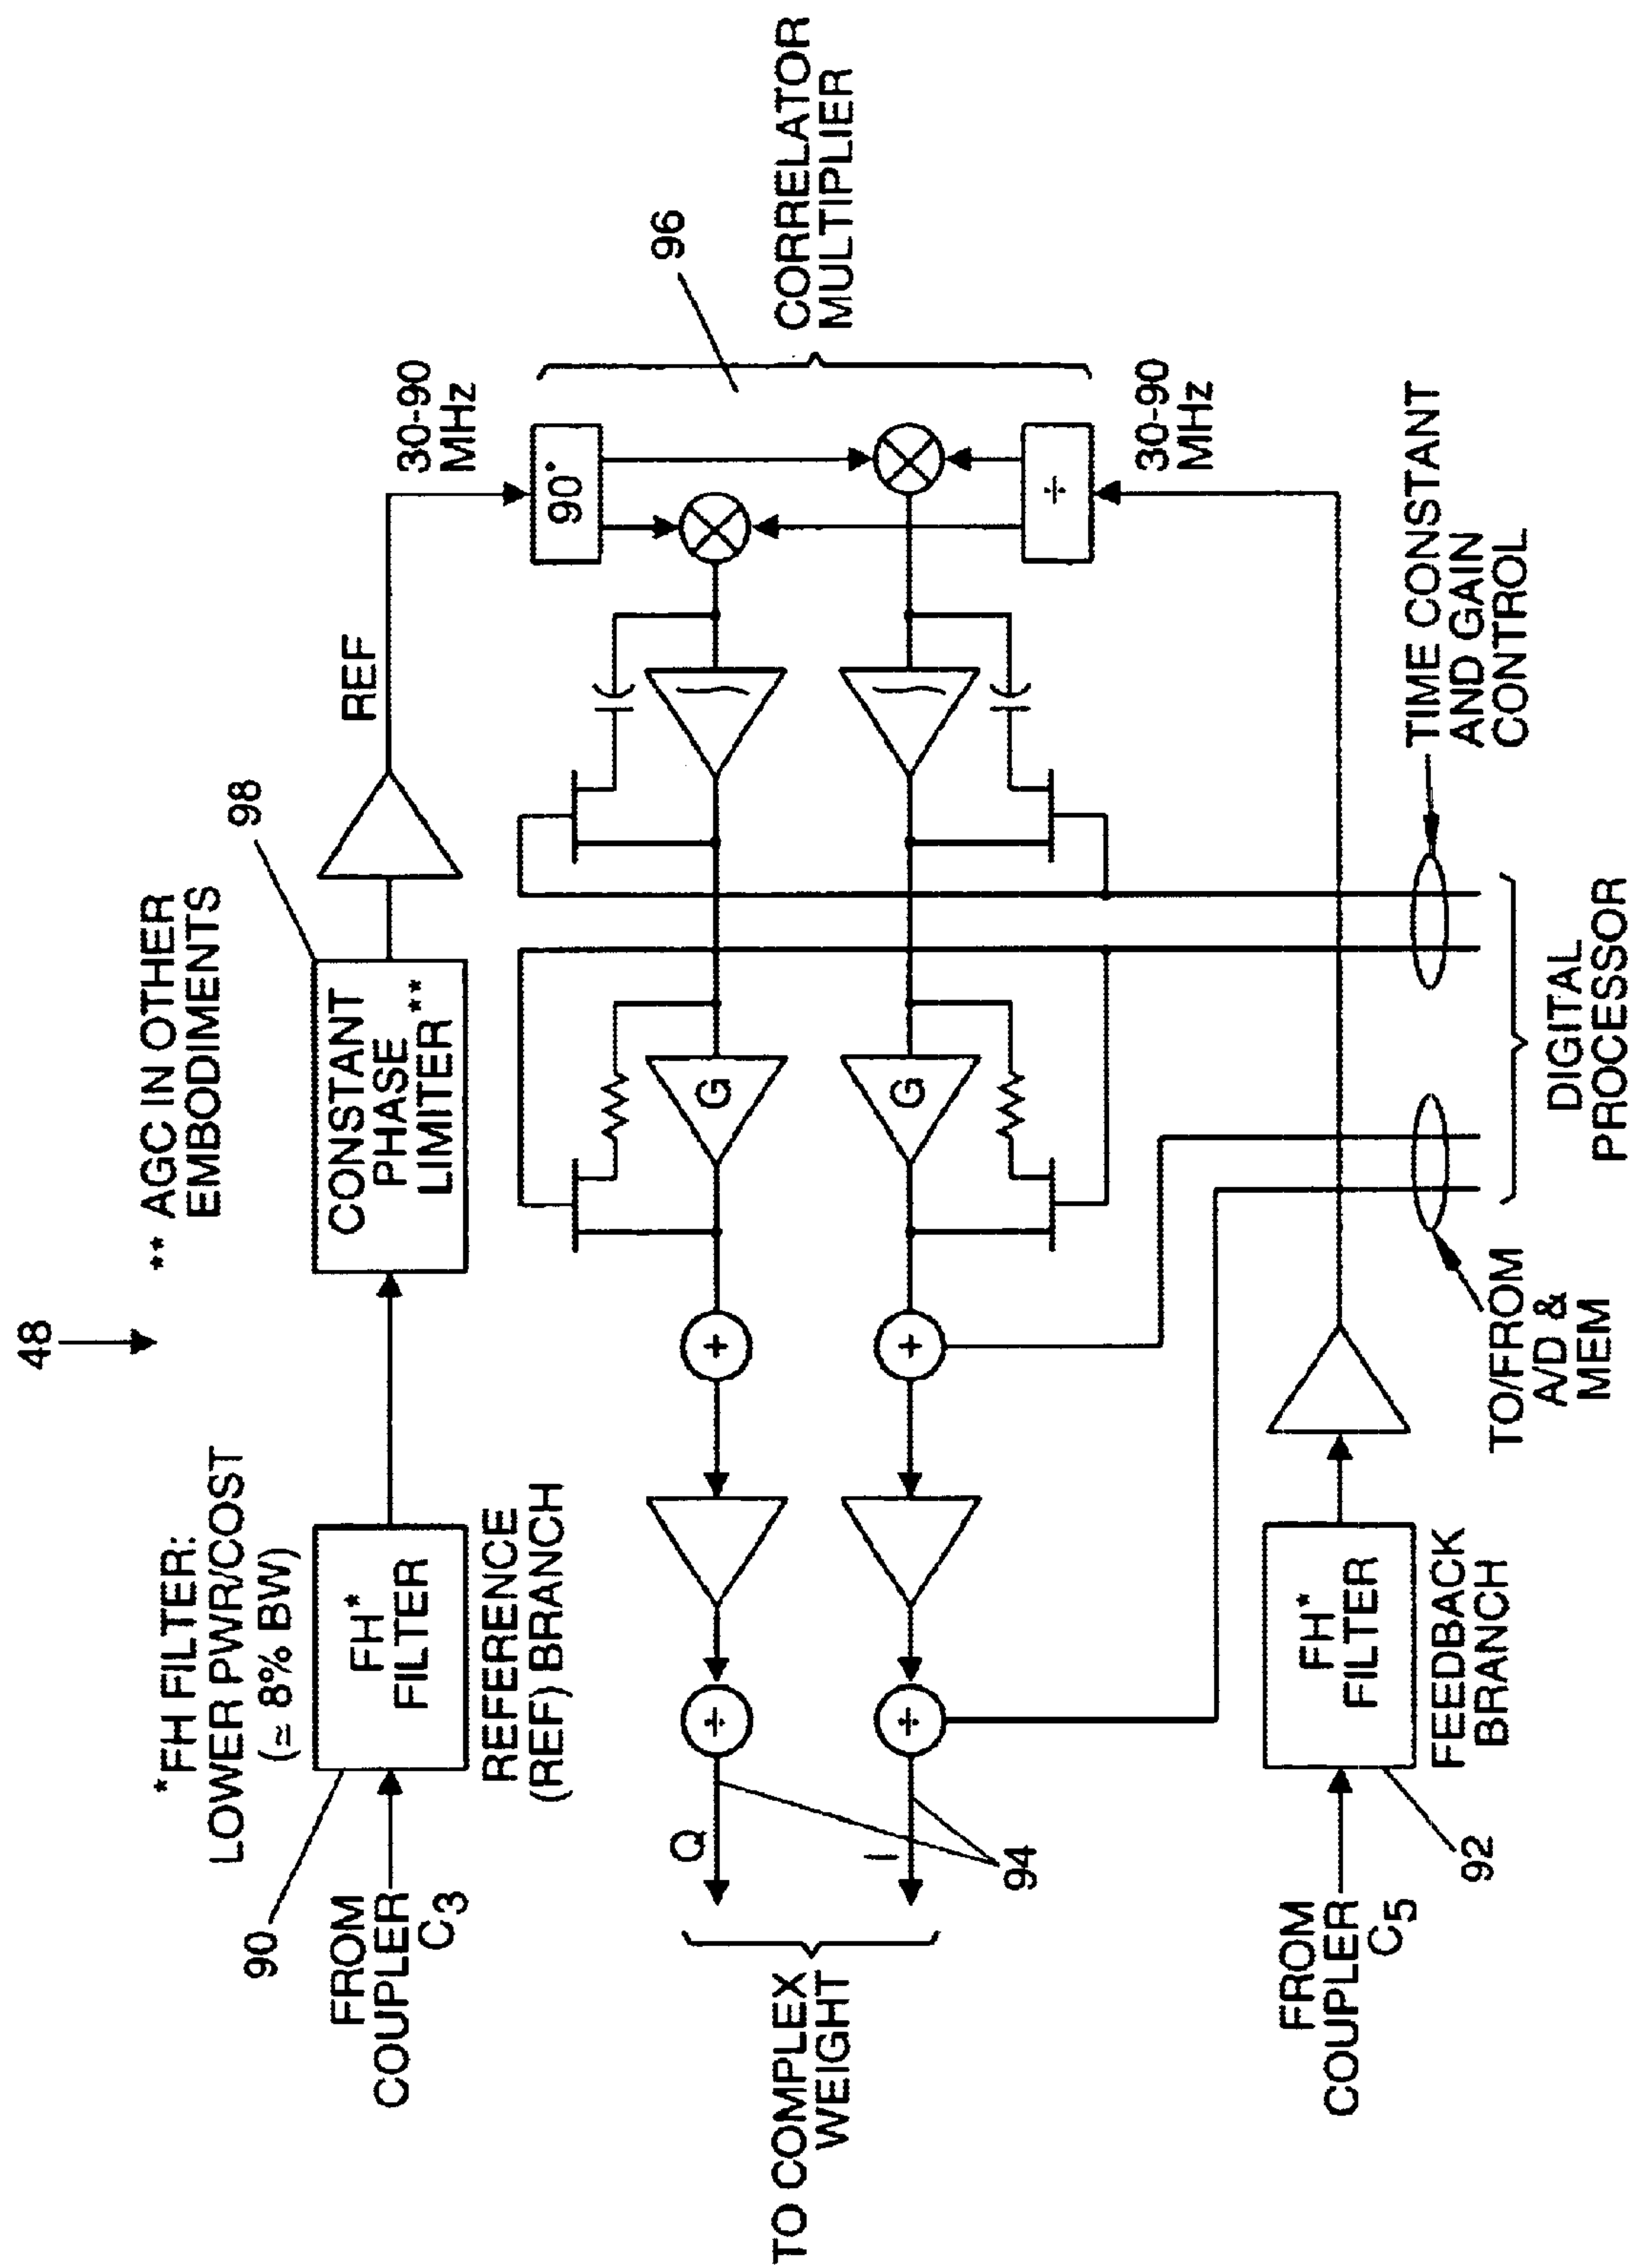 48
** AGC IN OTHER
EMBODIMENTS
*FH FILTER:
LOWER PWR/COST
(≃ 8% BW)
90
98
FROM
COUPLER
C3
FH*
FILTER
CONSTANT
PHASE
LIMITER**
REF
30-90
MHz
REFERENCE
(REF) BRANCH
90°
96
CORRELATOR
MULTIPLIER
Q
÷
+
G
TO COMPLEX
WEIGHT
I
÷
+
G
94
÷
30-90
MHz
FROM
COUPLER
C5
FH*
FILTER
92
FEEDBACK
BRANCH
TO/FROM
A/D &
MEM
TIME CONSTANT
AND GAIN
CONTROL
DIGITAL
PROCESSOR